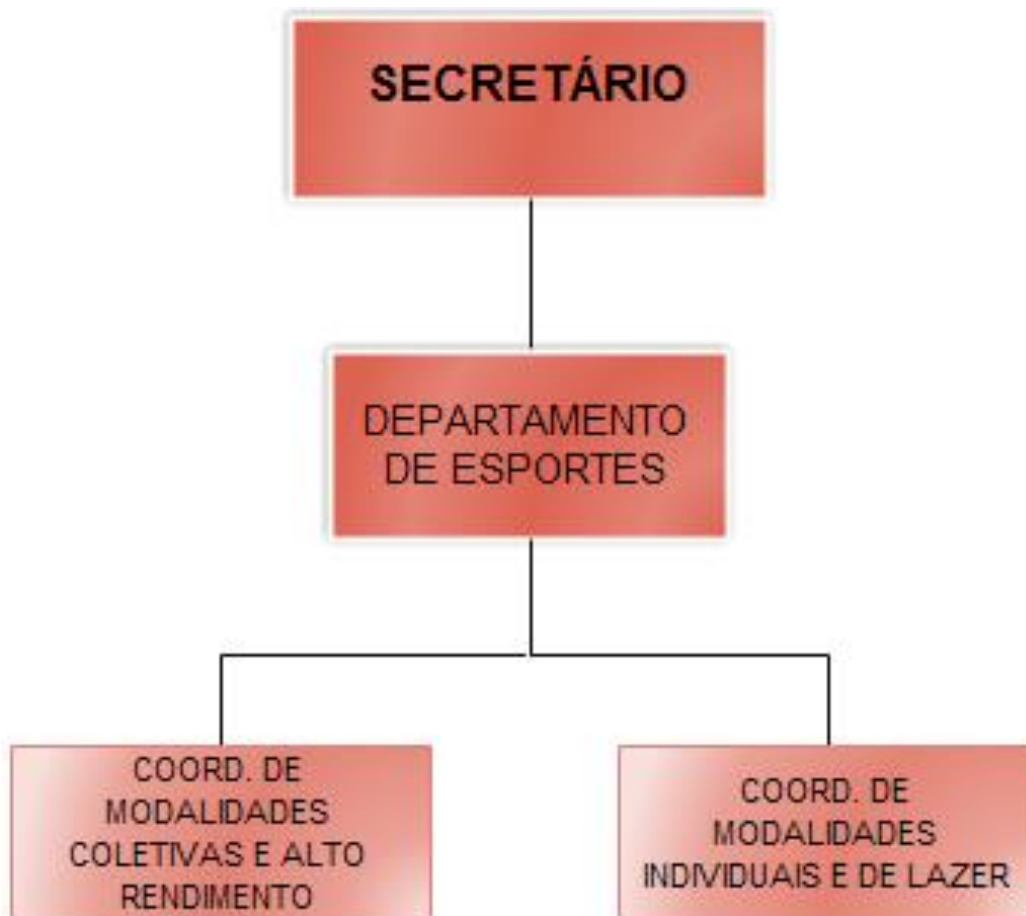 SECRETÁRIO
DEPARTAMENTO
DE ESPORTES
COORD. DE
MODALIDADES
COLETIVAS E ALTO
RENDIMENTO
COORD. DE
MODALIDADES
INDIVIDUAIS E DE LAZER